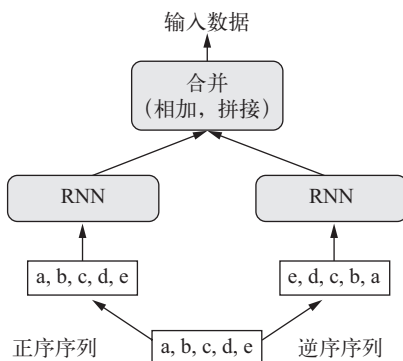 输入数据
合并
（相加，拼接）
RNN
RNN
a, b, c, d, e
e, d, c, b, a
正序序列
a, b, c, d, e
逆序序列